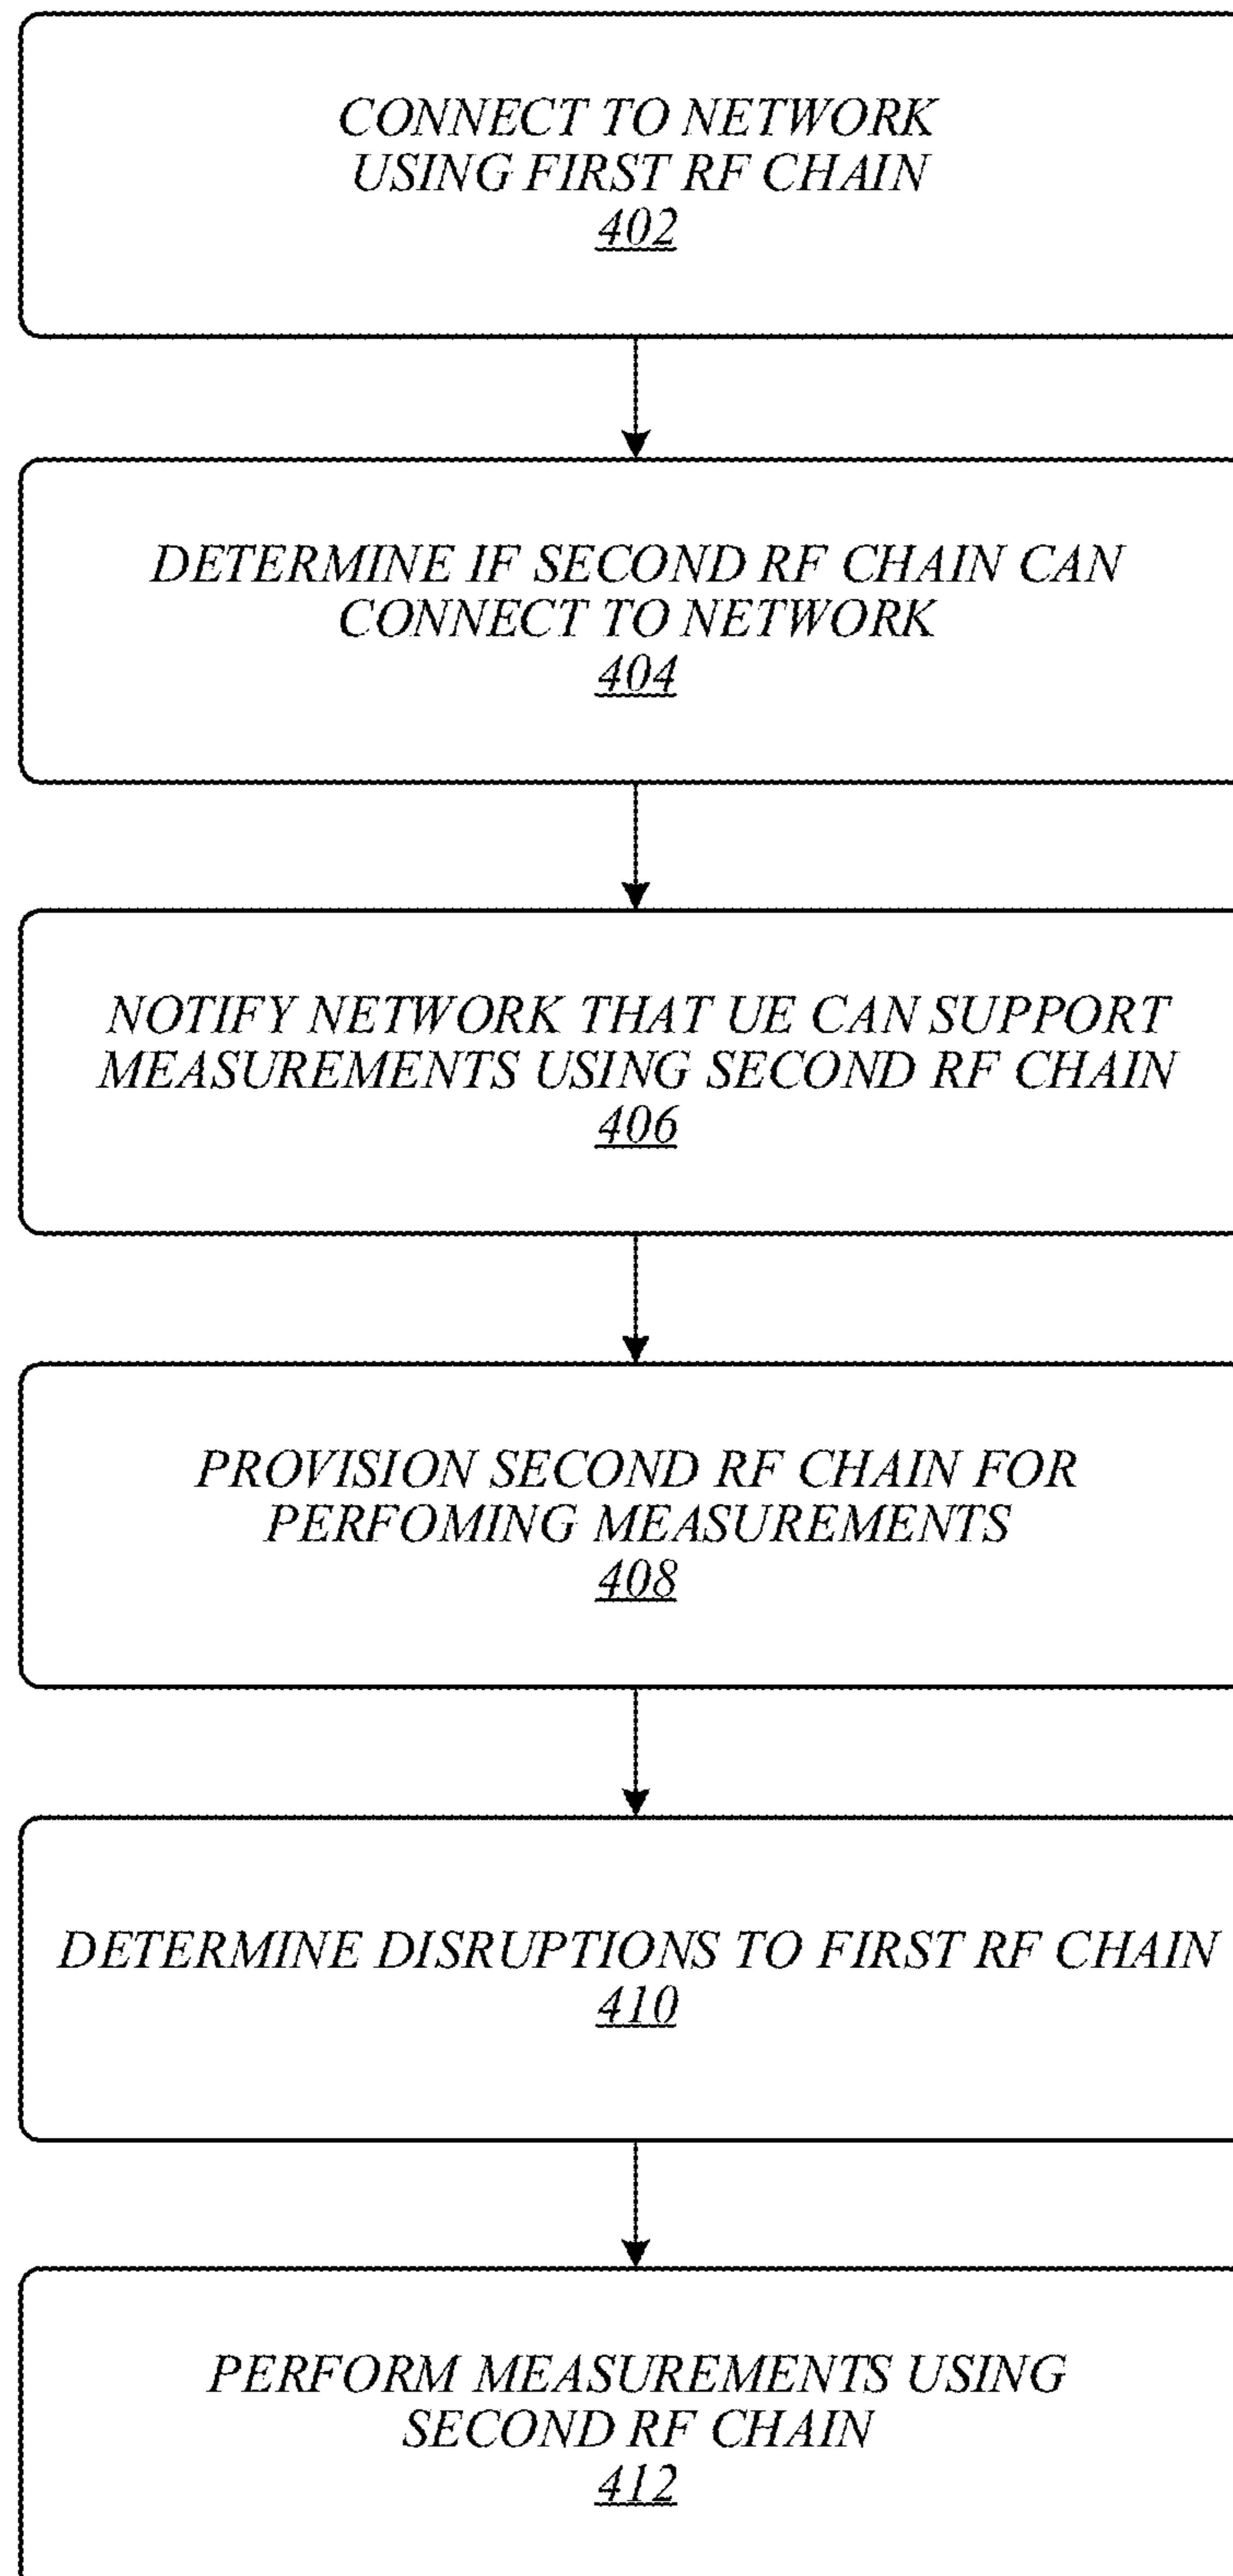 CONNECT TO NETWORK
USING FIRST RF CHAIN
402
DETERMINE IF SECOND RF CHAIN CAN
CONNECT TO NETWORK
404
NOTIFY NETWORK THAT UE CAN SUPPORT
MEASUREMENTS USING SECOND RF CHAIN
406
PROVISION SECOND RF CHAIN FOR
PERFOMING MEASUREMENTS
408
DETERMINE DISRUPTIONS TO FIRST RF CHAIN
410
PERFORM MEASUREMENTS USING
SECOND RF CHAIN
412